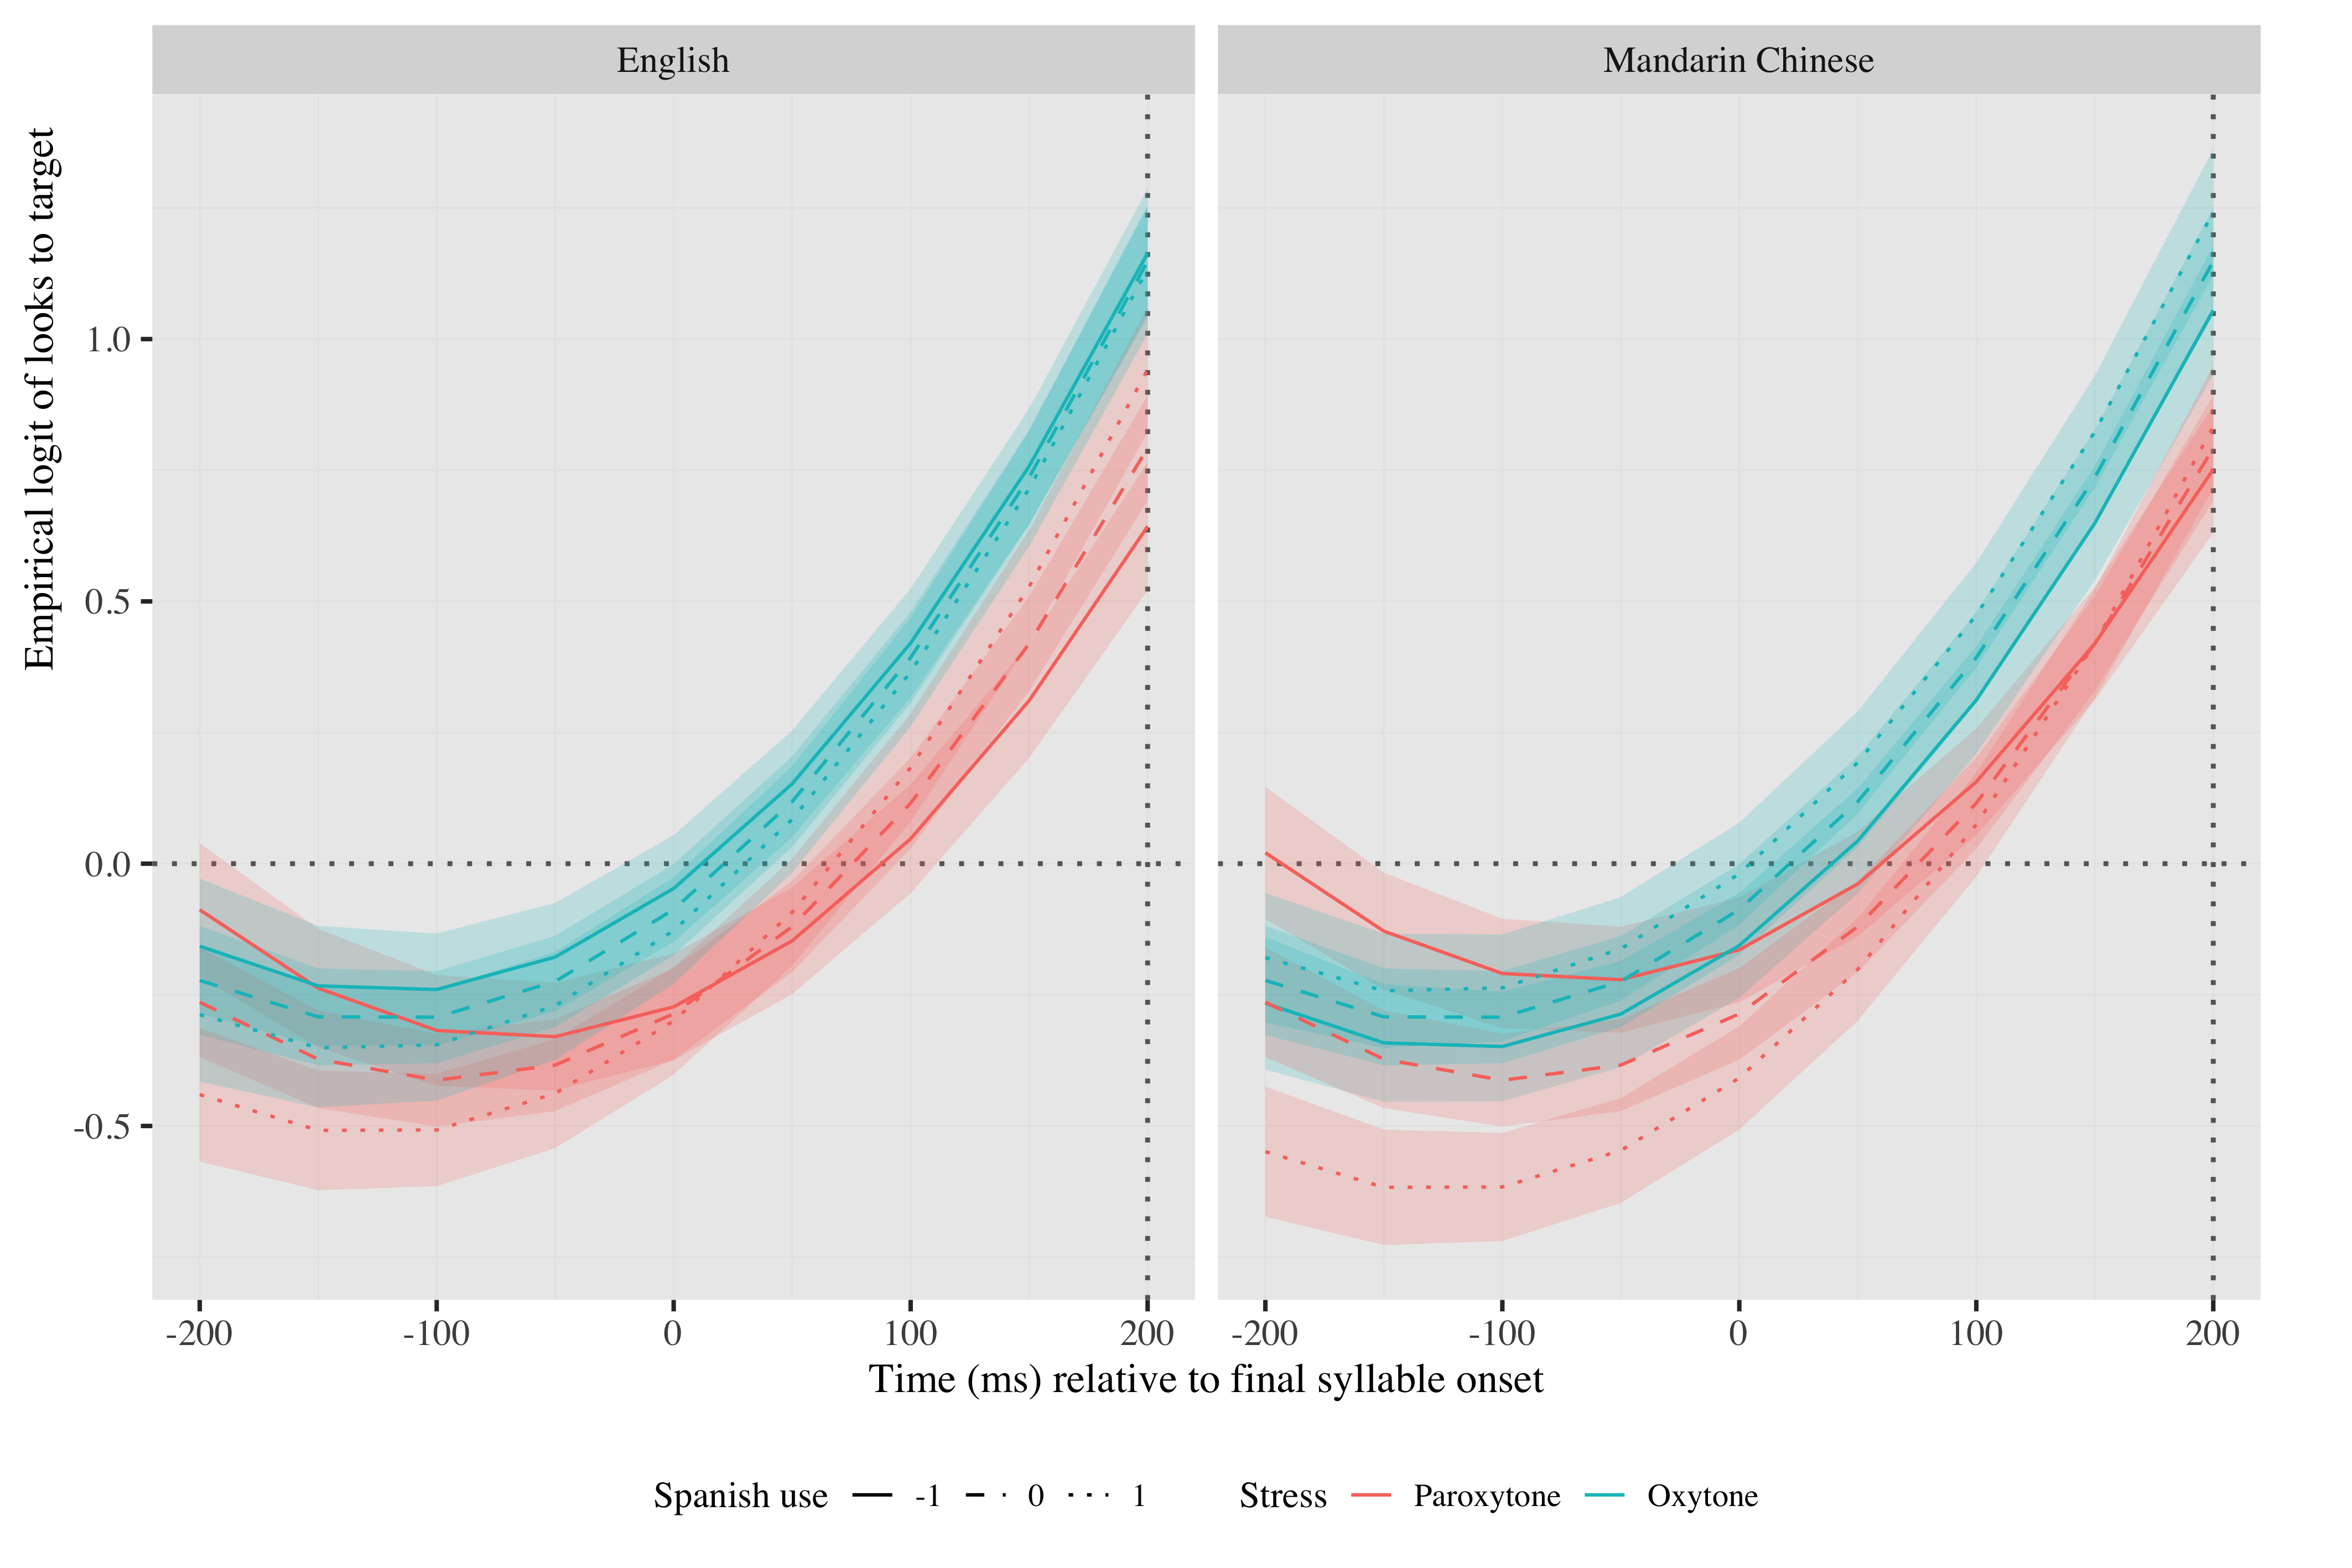 English
Mandarin Chinese
Empirical logit of looks to target
1.0
0.5
0.0
-0.5
-200 -100 0 100 200
-200 -100 0 100 200
Time (ms) relative to final syllable onset
Spanish use -1 0 1 Stress Paroxytone Oxytone